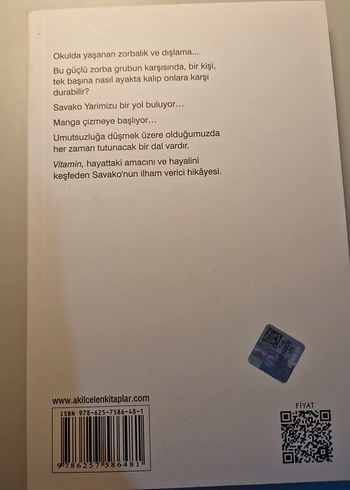 Okulda yaşanan zorbalık ve dışlama...
Bu güçlü zorba grubun karşısında, bir kişi,
tek başına nasıl ayakta kalıp onlara karşı
durabilir?
Savako Yarimizu bir yol buluyor...
Manga çizmeye başlıyor...
Umutsuzluğa düşmek üzere olduğumuzda
her zaman tutunacak bir dal vardır.
Vitamin, hayattaki amacını ve hayalini
keşfeden Savako'nun ilham verici hikâyesi.
www.akilcelenkitaplar.com
ISBN 978-625-7586-48-1
9 786257 586481
FİYAT